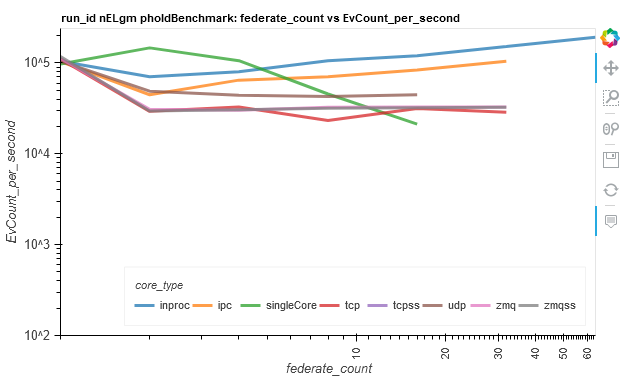 run_id nELgm pholdBenchmark: federate_count vs EvCount_per_second
10^5
10^4
10^3
10^2
EvCount_per_second
core_type
inproc ipc singleCore tcp tcpss udp zmq zmqss
10 20 30 40 50 60
federate_count